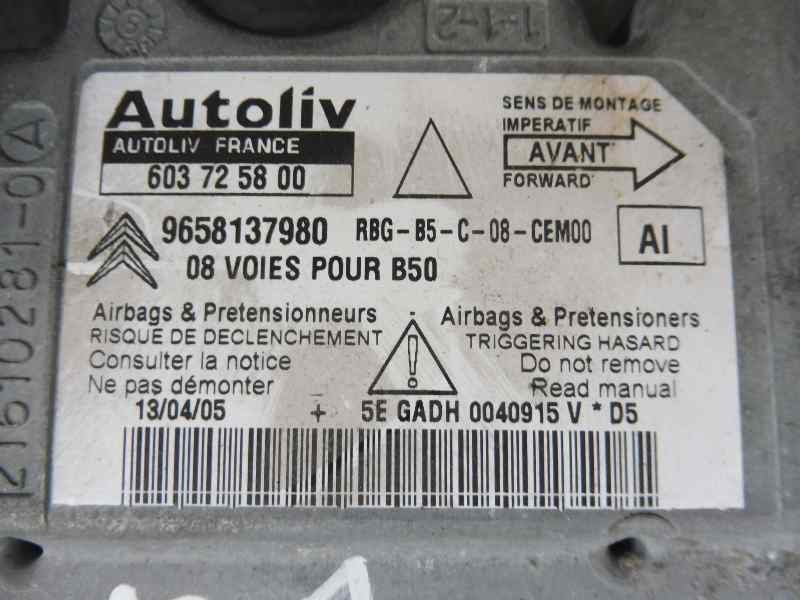 1-1-2
Autoliv
AUTOLIV FRANCE
603 72 58 00
SENS DE MONTAGE
IMPERATIF
AVANT
FORWARD
9658137980 RBG-B5-C-08-CEM00
AI
08 VOIES POUR B50
Airbags & Pretensionneurs
RISQUE DE DECLENCHEMENT
Consulter la notice
Ne pas démonter
Airbags & Pretensioners
TRIGGERING HASARD
Do not remove
Read manual
13/04/05 + 5E GADH 0040915 V * D5
21610281-0 A